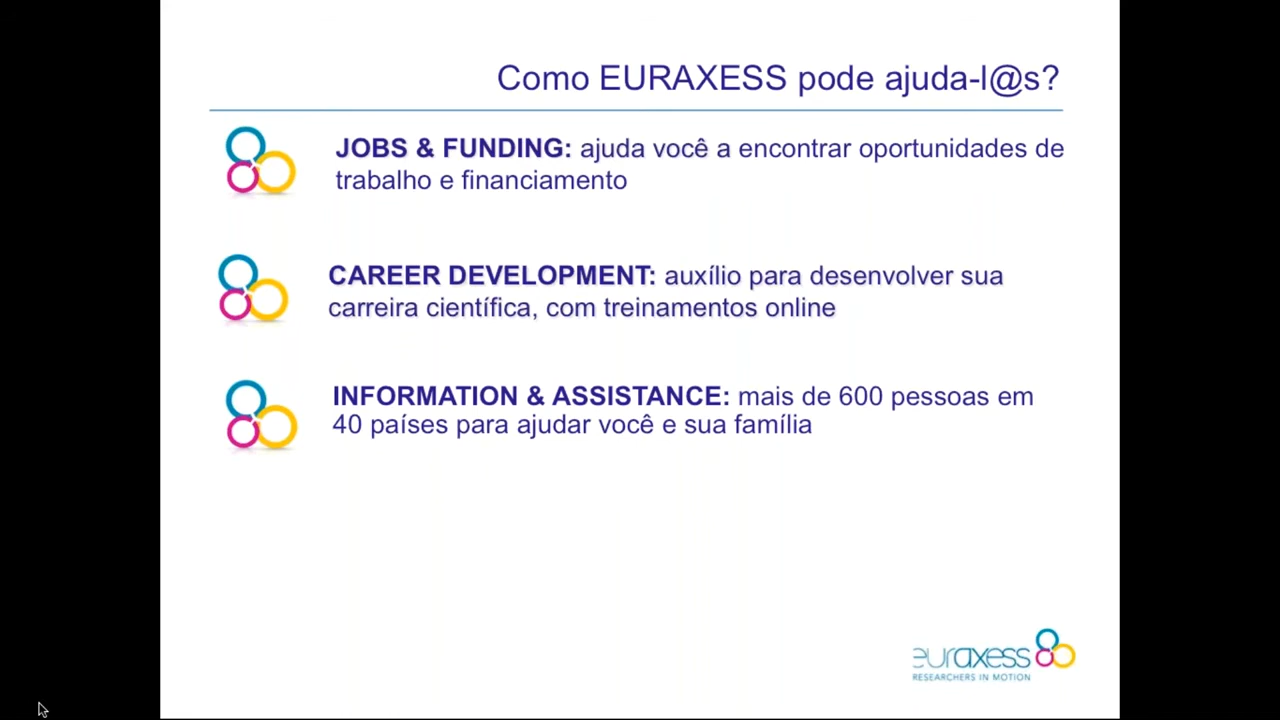 Como EURAXESS pode ajuda-l@s?
JOBS & FUNDING: ajuda você a encontrar oportunidades de
trabalho e financiamento
CAREER DEVELOPMENT: auxílio para desenvolver sua
carreira científica, com treinamentos online
INFORMATION & ASSISTANCE: mais de 600 pessoas em
40 países para ajudar você e sua família
euraxess
RESEARCHERS IN MOTION